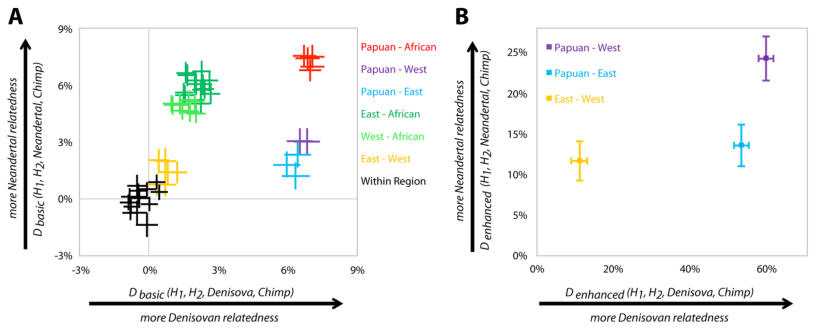 A
more Neandertal relatedness
D basic (H1, H2, Neandertal, Chimp)
9%
6%
3%
0%
-3%
-3%
0%
3%
6%
9%
Papuan - African
Papuan - West
Papuan - East
East - African
West - African
East - West
Within Region
D basic (H1, H2, Denisova, Chimp)
more Denisovan relatedness
B
more Neandertal relatedness
D enhanced (H1, H2, Neandertal, Chimp)
25%
20%
15%
10%
5%
0%
Papuan - West
Papuan - East
East - West
0%
20%
40%
60%
D enhanced (H1, H2, Denisova, Chimp)
more Denisovan relatedness